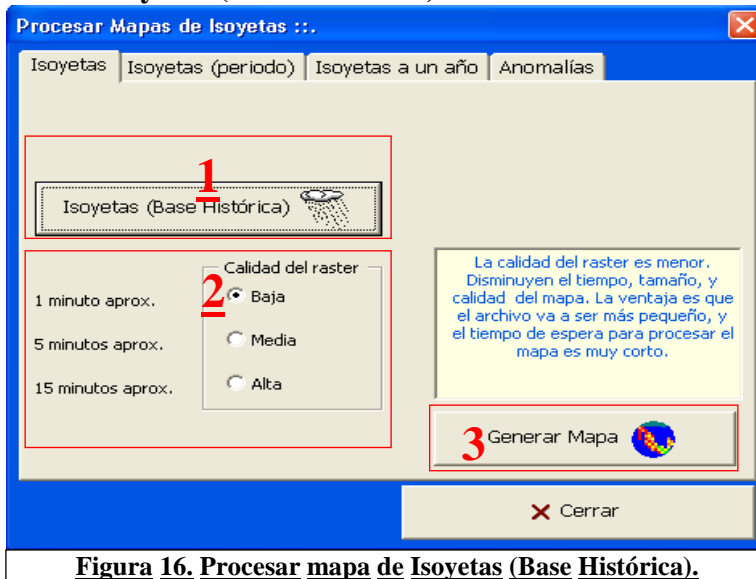 Procesar Mapas de Isoyetas ::.
Isoyetas Isoyetas (periodo) Isoyetas a un año Anomalías
1
Isoyetas (Base Histórica)
2
Calidad del raster
1 minuto aprox. Baja
5 minutos aprox. Media
15 minutos aprox. Alta
La calidad del raster es menor.
Disminuyen el tiempo, tamaño, y
calidad del mapa. La ventaja es que
el archivo va a ser más pequeño, y
el tiempo de espera para procesar el
mapa es muy corto.
3 Generar Mapa
Cerrar
Figura 16. Procesar mapa de Isoyetas (Base Histórica).